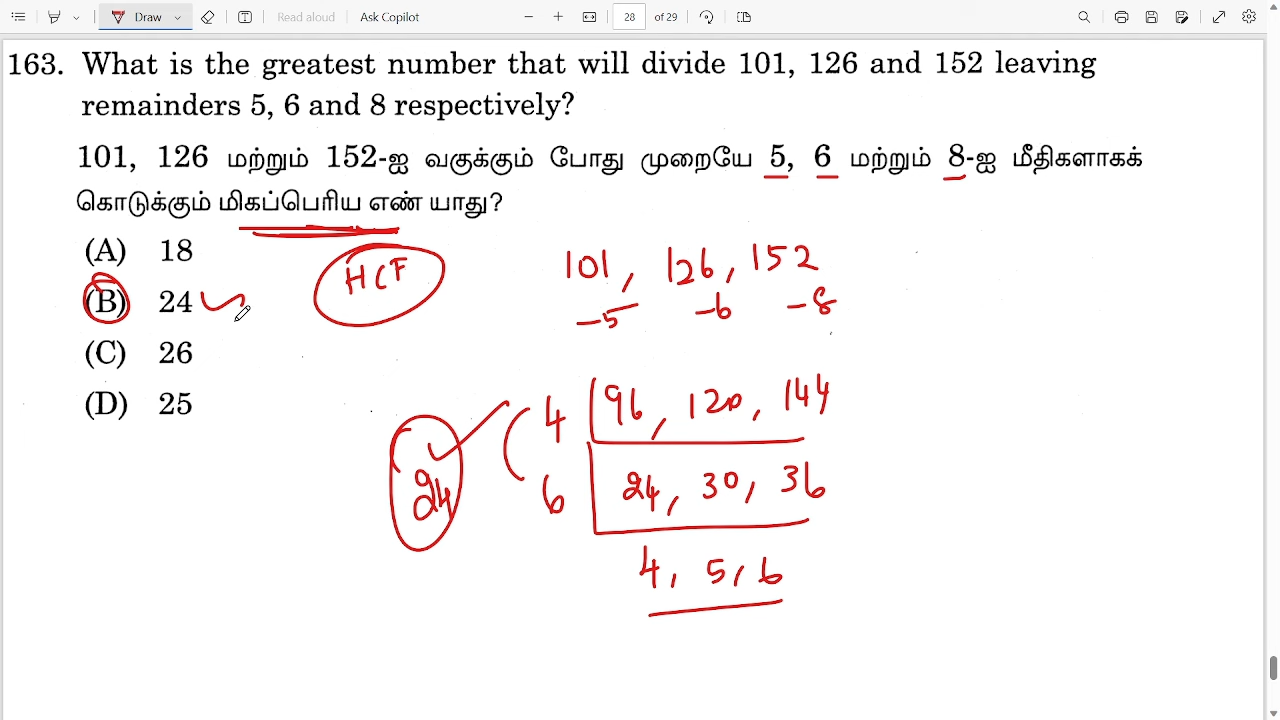 Draw
Read aloud
Ask Copilot
28 of 29
163. What is the greatest number that will divide 101, 126 and 152 leaving
remainders 5, 6 and 8 respectively?
101, 126 மற்றும் 152-ஐ வகுக்கும் போது முறையே 5, 6 மற்றும் 8-ஐ மீதிகளாகக்
கொடுக்கும் மிகப்பெரிய எண் யாது?
(A) 18
(B) 24
(C) 26
(D) 25
HCF
101, 126, 152
-5 -6 -8
4 96, 120, 144
6 24, 30, 36
24
4, 5, 6